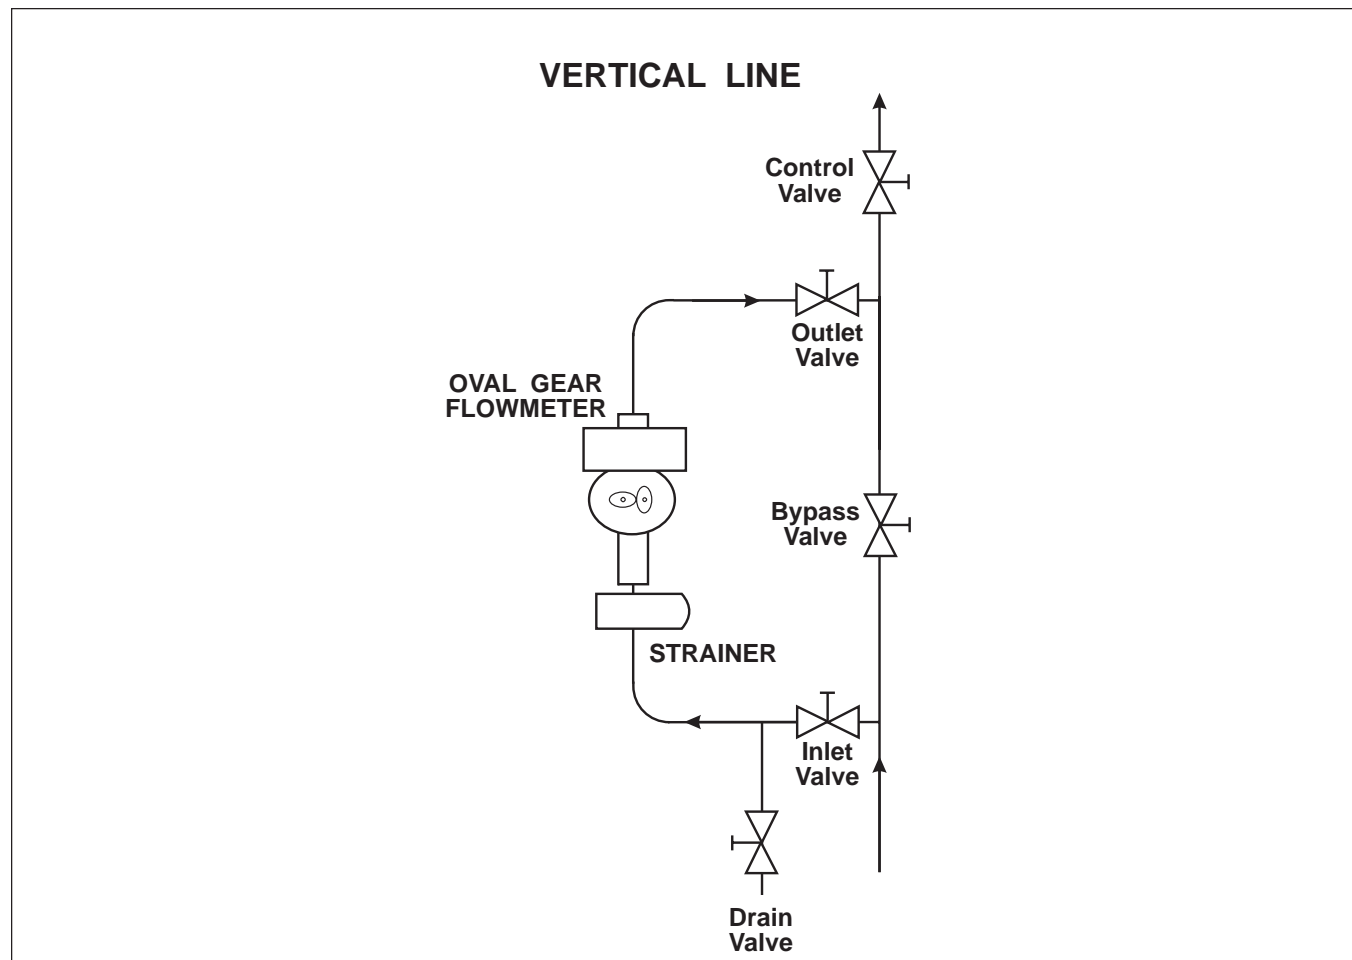 VERTICAL LINE
Control
Valve
Outlet
Valve
OVAL GEAR
FLOWMETER
Bypass
Valve
STRAINER
Inlet
Valve
Drain
Valve